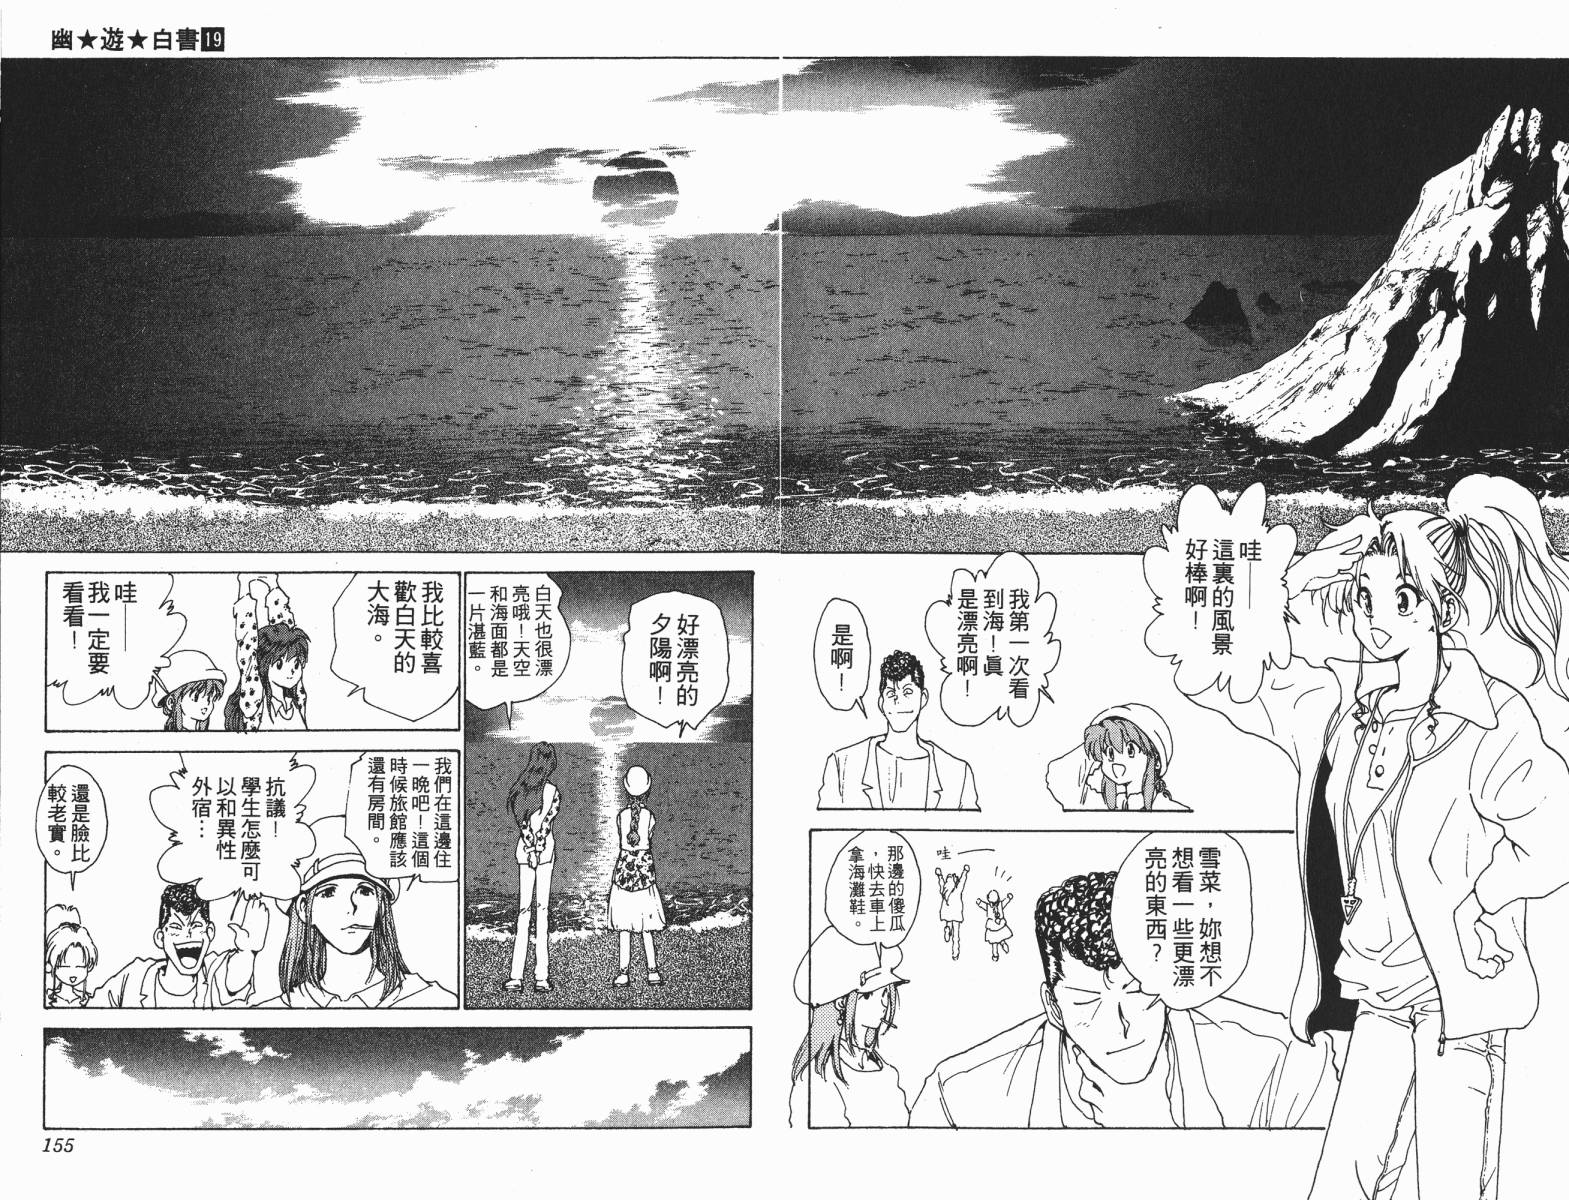 幽★遊★白書19
哇──
這裏的風景
好棒啊！
我第一次看
到海！眞
是漂亮啊！
是啊！
雪菜，妳想不
想看一些更漂
亮的東西？
哇──
那邊的傻瓜
，快去車上
拿海灘鞋。
好漂亮的
夕陽啊！
白天也很漂
亮哦！天空
和海面都是
一片湛藍。
我比較喜
歡白天的
大海。
哇──
我一定要
看看！
我們在這邊住
一晚吧！這個
時候旅館應該
還有房間。
抗議！
學生怎麼可
以和異性
外宿…
還是臉比
較老實。
155